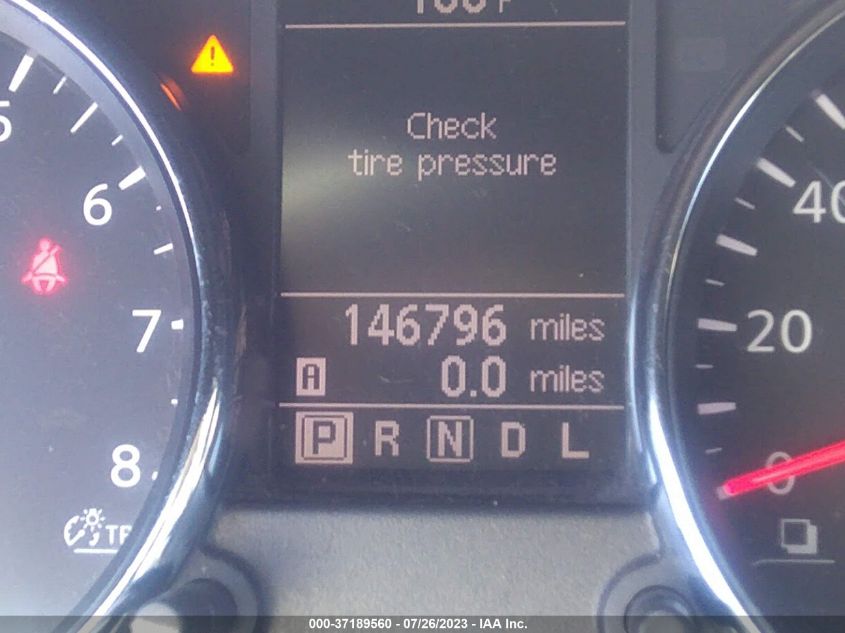 Check
tire pressure
146796 miles
A 0.0 miles
P R N D L
6
7
8
40
20
0
000-37189560 - 07/26/2023 - IAA Inc.